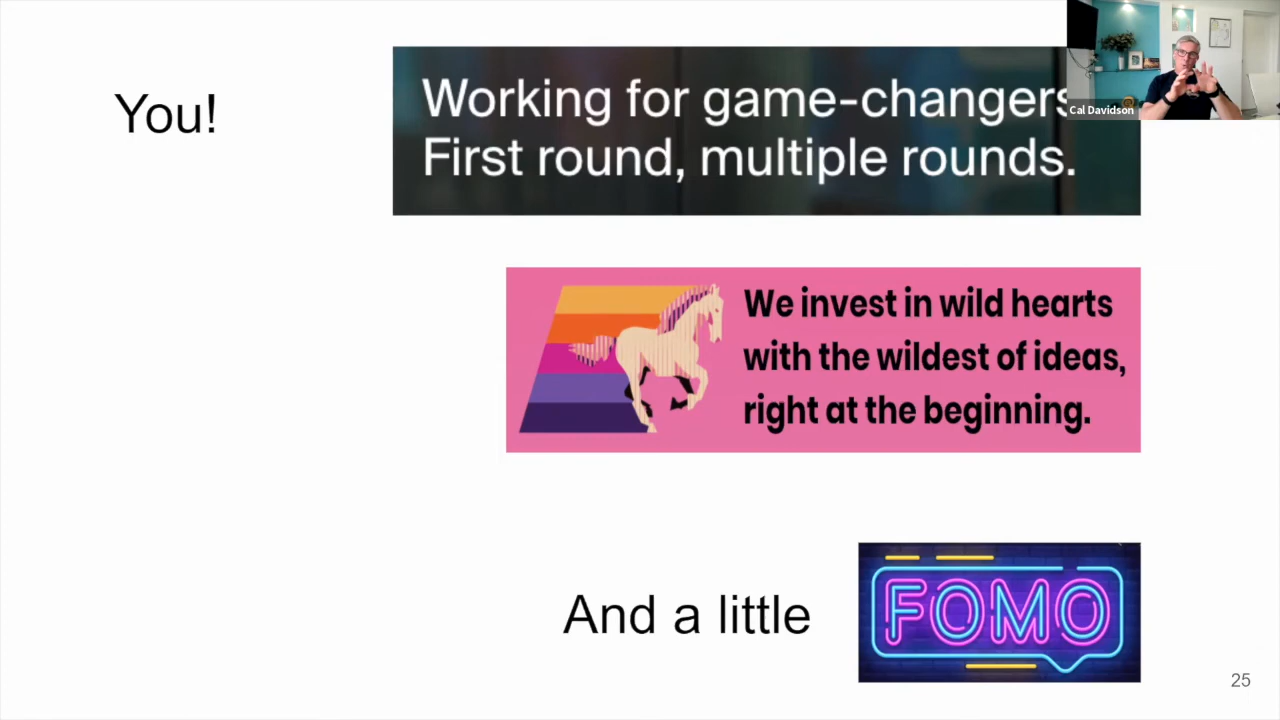 You!
Working for game-changers
First round, multiple rounds.
Cal Davidson
We invest in wild hearts
with the wildest of ideas,
right at the beginning.
And a little
FOMO
25